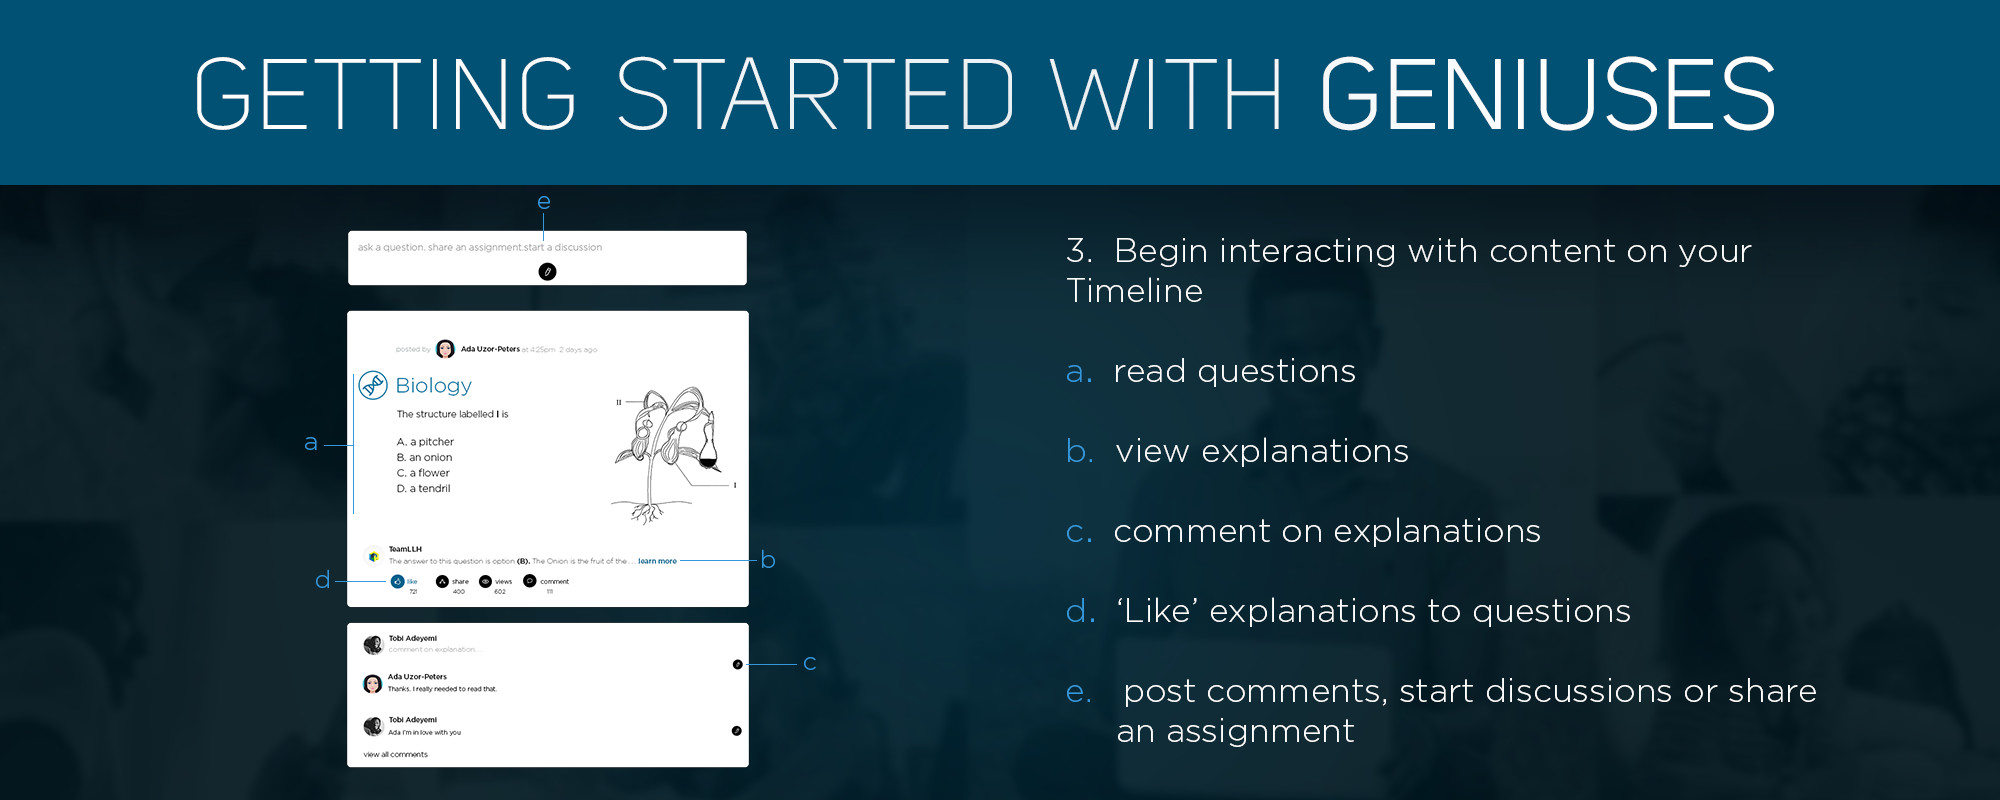 GETTING STARTED WITH GENIUSES
e
ask a question. share an assignment.start a discussion
posted by Ada Uzor-Peters at 4:25pm. 2 days ago
Biology
The structure labelled I is
A. a pitcher
B. an onion
C. a flower
D. a tendril
II
I
a
TeamLLH
The answer to this question is option (B). The Onion is the fruit of the ... learn more
b
d
like share views comment
721 400 602 111
Tobi Adeyemi
comment on explanation...
c
Ada Uzor-Peters
Thanks. I really needed to read that.
Tobi Adeyemi
Ada I'm in love with you
view all comments
3. Begin interacting with content on your
Timeline
a. read questions
b. view explanations
c. comment on explanations
d. ‘Like’ explanations to questions
e. post comments, start discussions or share
an assignment